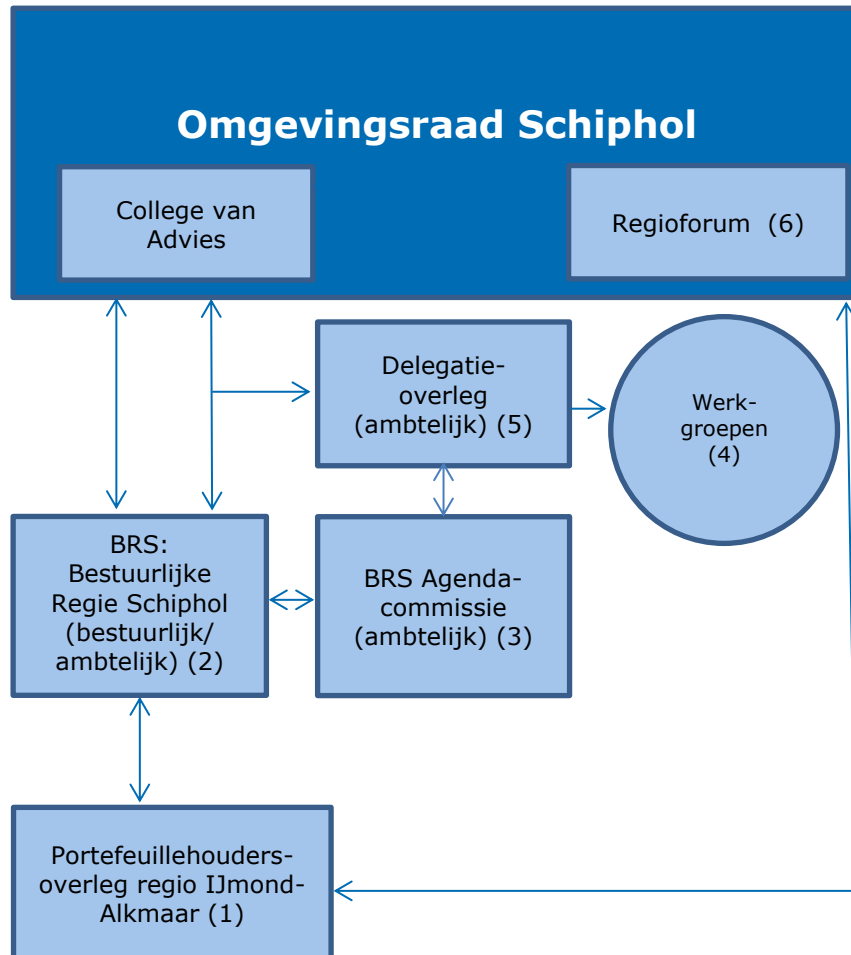 Omgevingsraad Schiphol
College van
Advies
Regioforum (6)
Delegatie-
overleg
(ambtelijk) (5)
Werk-
groepen
(4)
BRS:
Bestuurlijke
Regie Schiphol
(bestuurlijk/
ambtelijk) (2)
BRS Agenda-
commissie
(ambtelijk) (3)
Portefeuillehouders-
overleg regio IJmond-
Alkmaar (1)